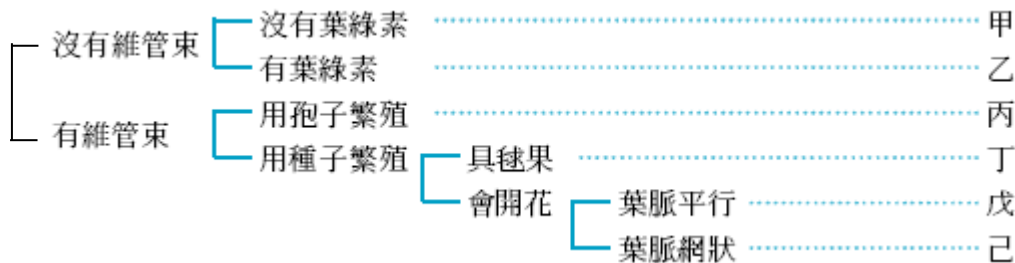 沒有葉綠素 甲
沒有維管束
有葉綠素 乙
用孢子繁殖 丙
有維管束
用種子繁殖 具毬果 丁
會開花 葉脈平行 戊
葉脈網狀 己